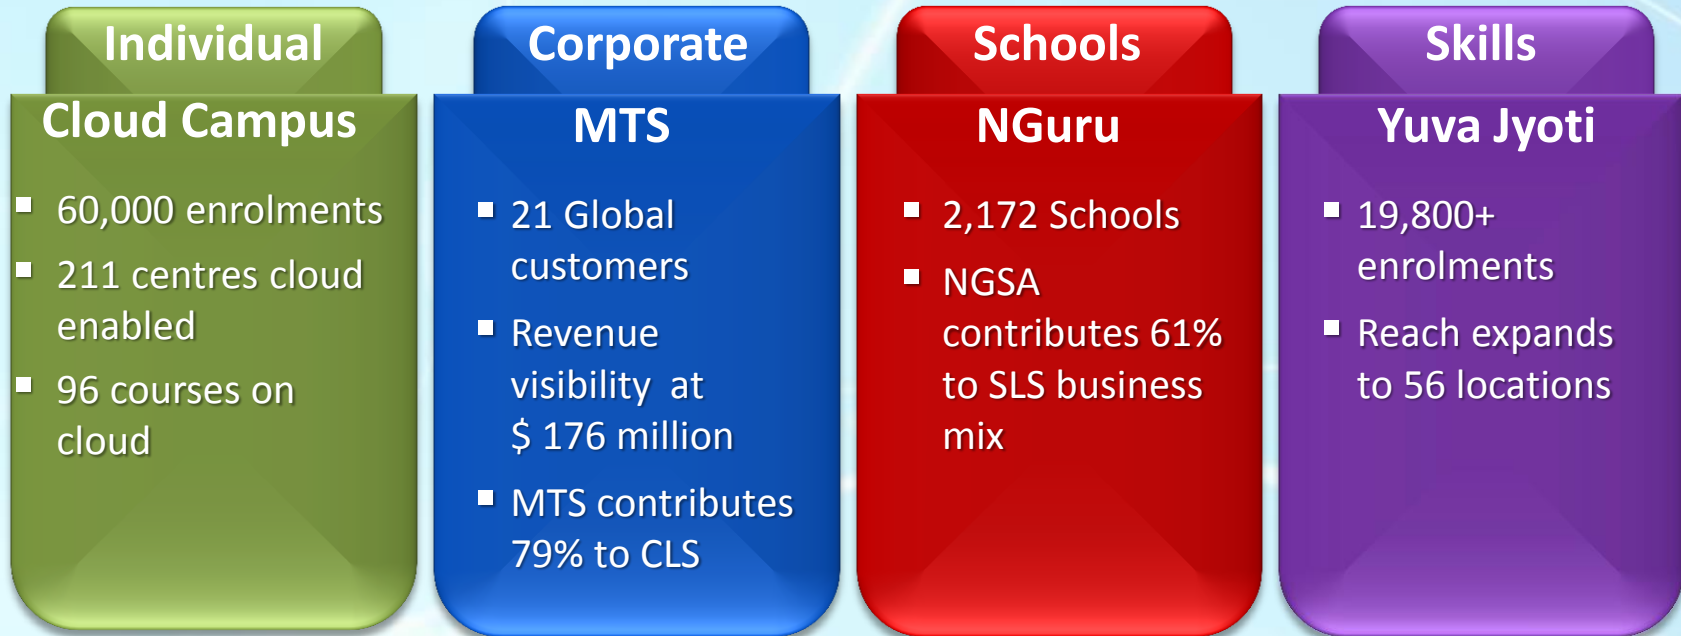 Individual
Cloud Campus
▪ 60,000 enrolments
▪ 211 centres cloud
enabled
▪ 96 courses on
cloud
Corporate
MTS
▪ 21 Global
customers
▪ Revenue
visibility at
$ 176 million
▪ MTS contributes
79% to CLS
Schools
NGuru
▪ 2,172 Schools
▪ NGSA
contributes 61%
to SLS business
mix
Skills
Yuva Jyoti
▪ 19,800+
enrolments
▪ Reach expands
to 56 locations